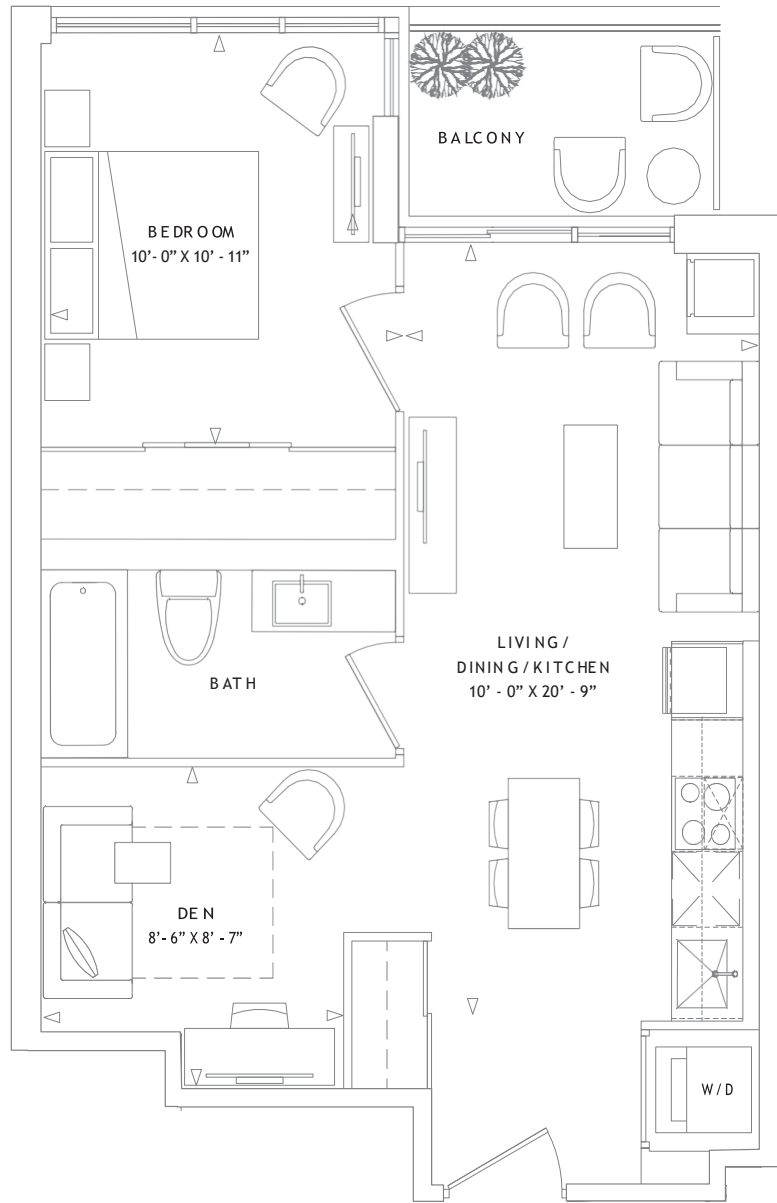 BALCONY
BEDROOM
10'- 0” X 10' - 11”
LIVING /
DINING / KITCHEN
10' - 0” X 20' - 9”
BATH
DEN
8'- 6” X 8' - 7”
W / D